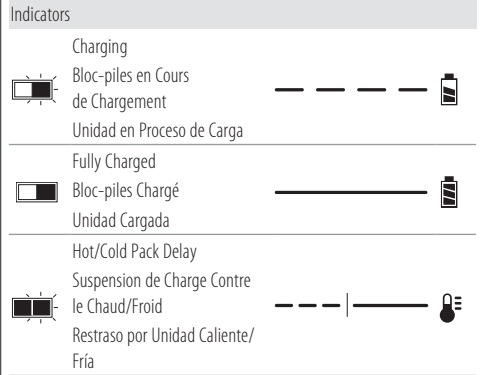 Indicators
Charging
Bloc-piles en Cours
de Chargement
Unidad en Proceso de Carga
Fully Charged
Bloc-piles Chargé
Unidad Cargada
Hot/Cold Pack Delay
Suspension de Charge Contre
le Chaud/Froid
Restraso por Unidad Caliente/
Fría